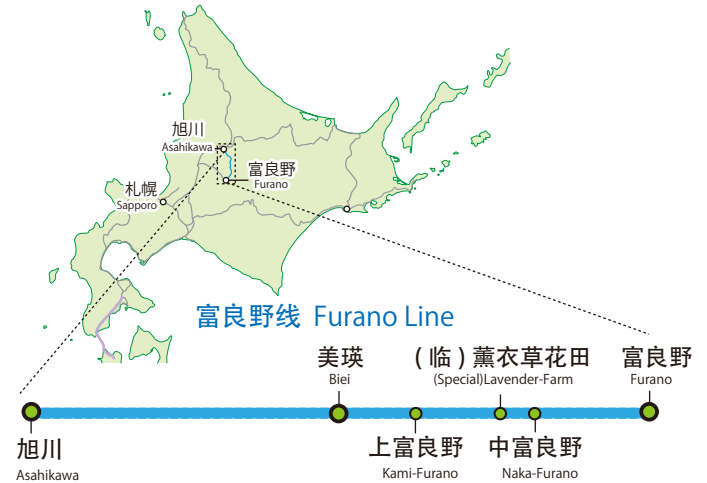 旭川
Asahikawa
富良野
Furano
札幌
Sapporo
富良野线 Furano Line
美瑛
Biei
(临)薰衣草花田
(Special)Lavender-Farm
富良野
Furano
旭川
Asahikawa
上富良野
Kami-Furano
中富良野
Naka-Furano